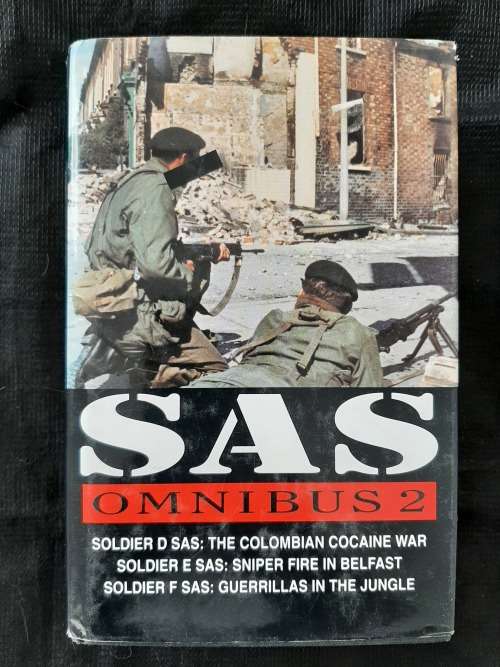 SAS
OMNIBUS 2
SOLDIER D SAS: THE COLOMBIAN COCAINE WAR
SOLDIER E SAS: SNIPER FIRE IN BELFAST
SOLDIER F SAS: GUERRILLAS IN THE JUNGLE